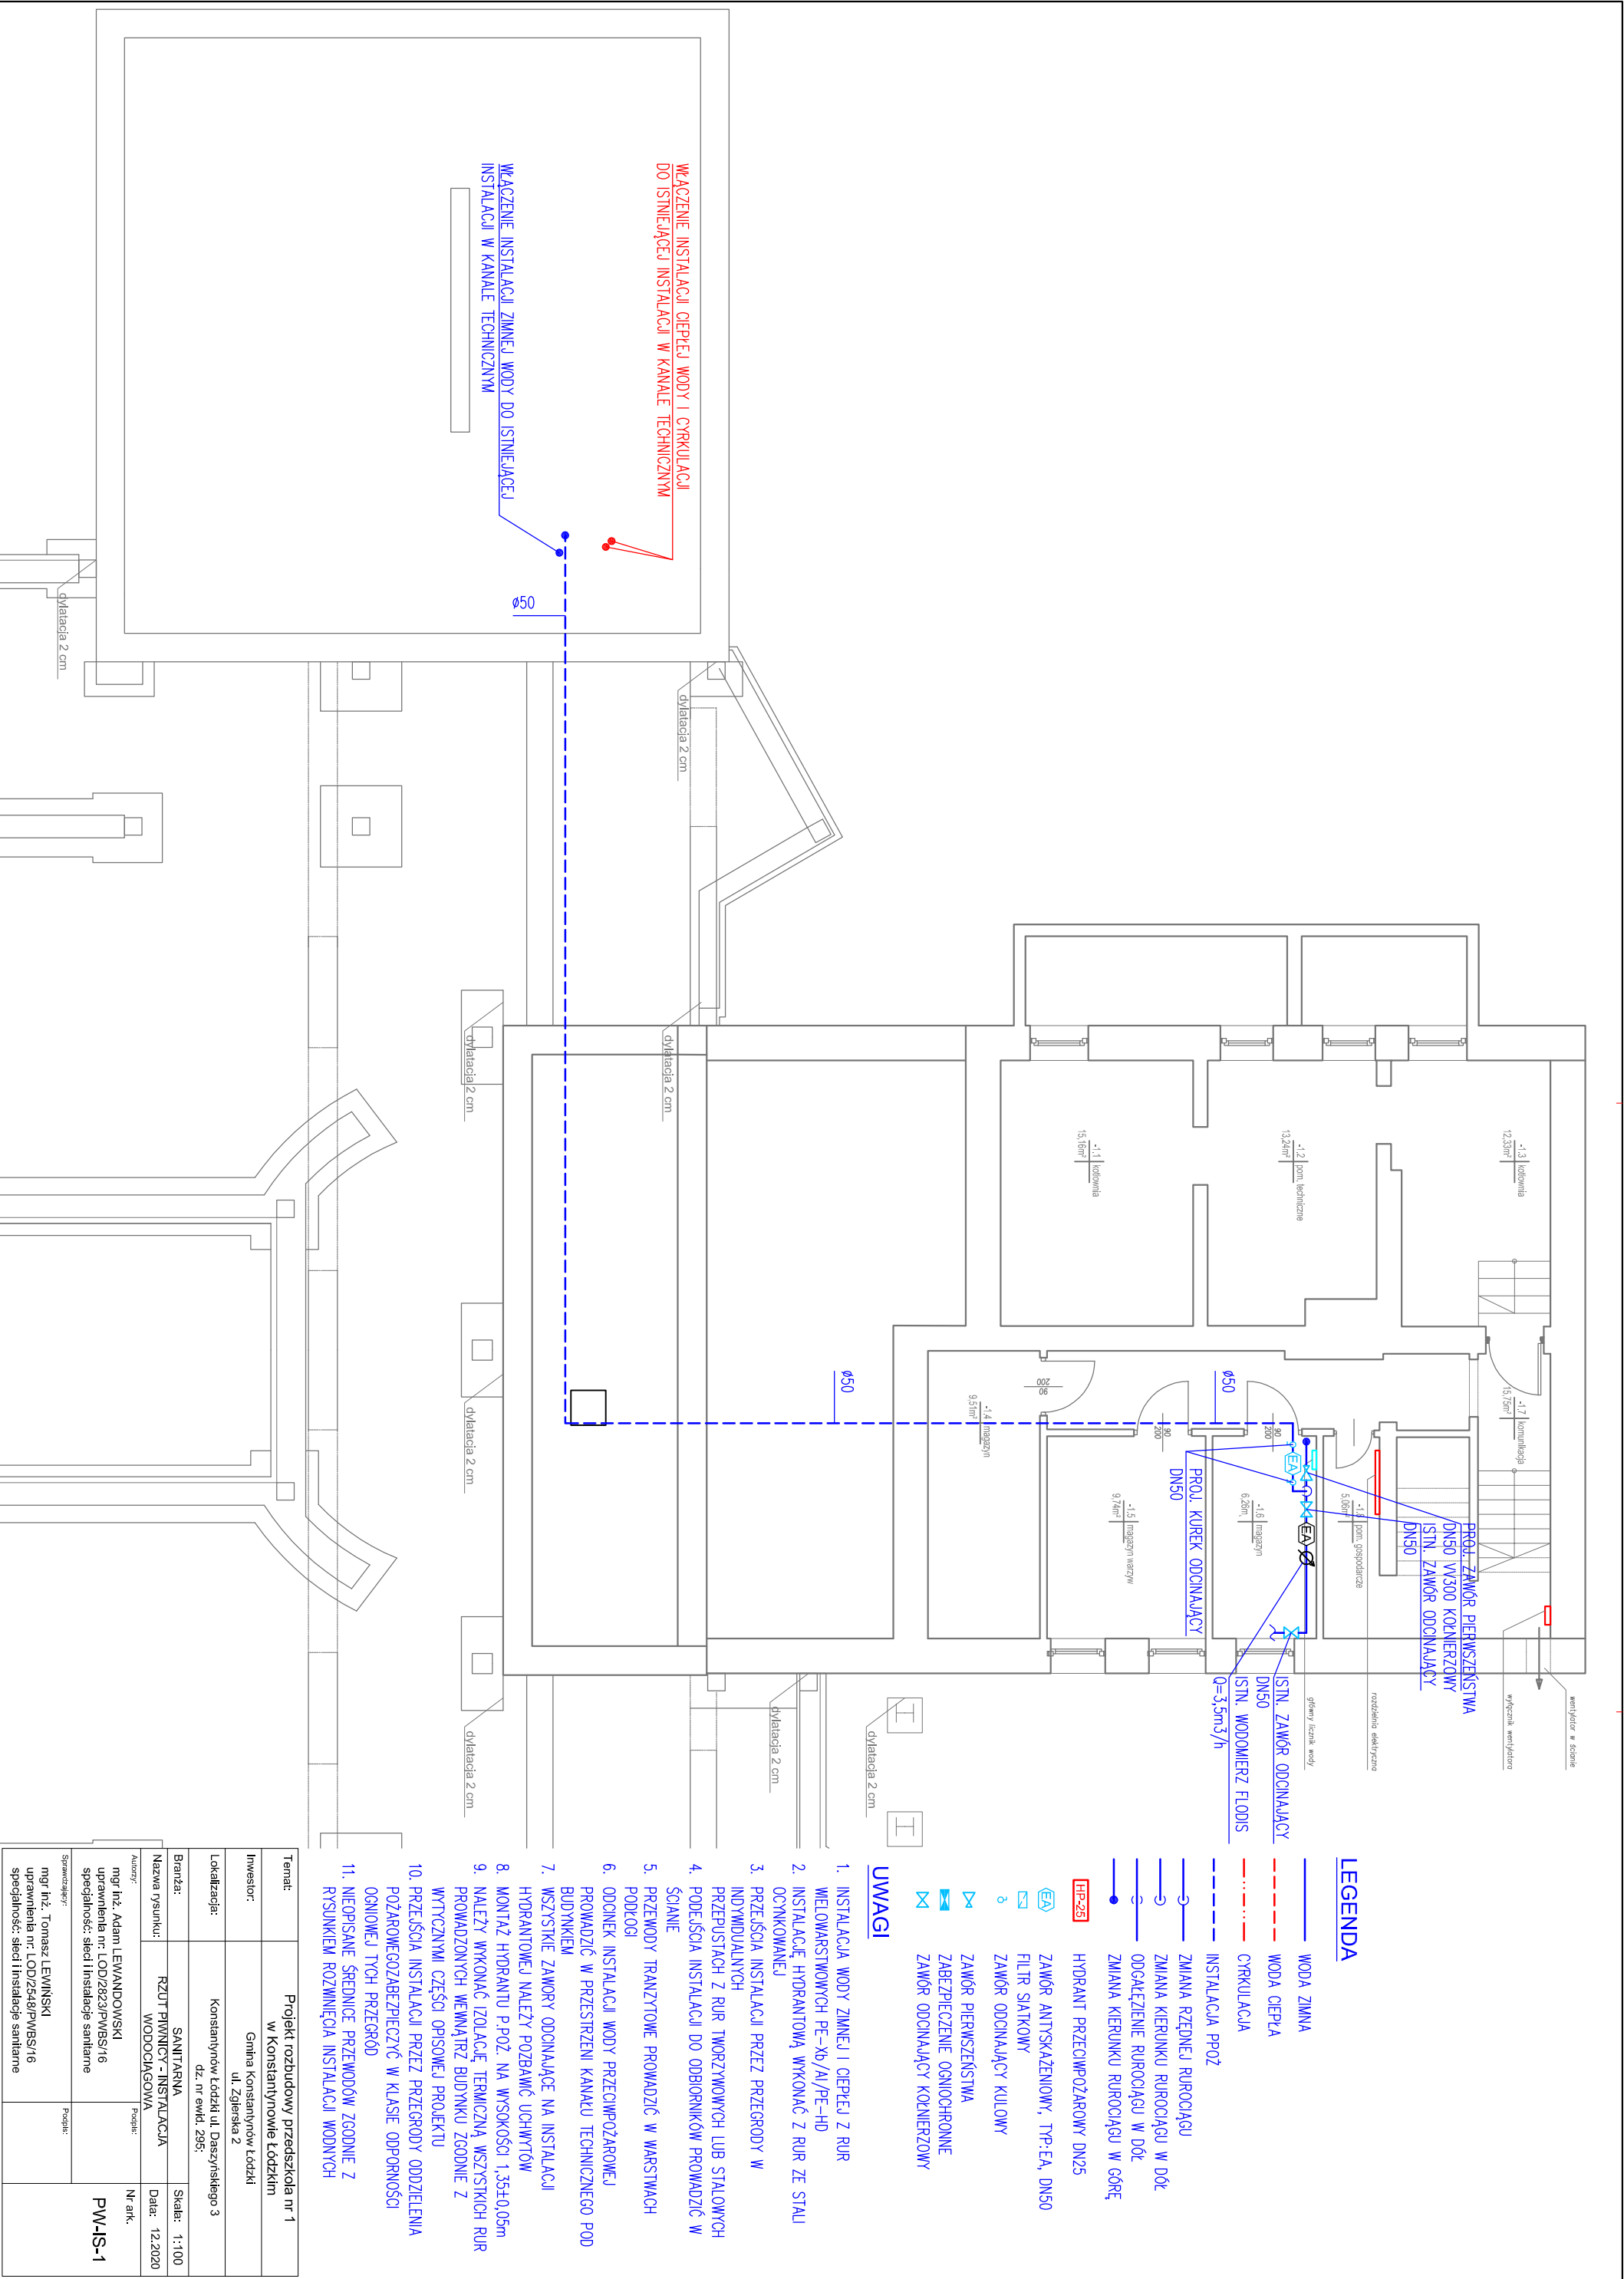 WŁĄCZENIE INSTALACJI CIEPŁEJ WODY I CYRKULACJI
DO ISTNIEJĄCEJ INSTALACJI W KANALE TECHNICZNYM
WŁĄCZENIE INSTALACJI ZIMNEJ WODY DO ISTNIEJĄCEJ
INSTALACJI W KANALE TECHNICZNYM
ø50
dylatacja 2 cm
dylatacja 2 cm
dylatacja 2 cm
dylatacja 2 cm
dylatacja 2 cm
dylatacja 2 cm
dylatacja 2 cm
dylatacja 2 cm
-1.3 kotłownia
12,33m²
-1.2 pom. techniczne
13,24m²
-1.1 kotłownia
15,16m²
-1.7 komunikacja
15,75m²
-1.8 pom. gospodarcze
5,06m²
-1.6 magazyn
6,26m
-1.5 magazyn warzyw
9,74m²
-1.4 magazyn
9,51m²
90
200
90
200
90
200
ø50
ø50
EA
EA
PROJ. ZAWÓR PIERWSZEŃSTWA
DN50 VV300 KOŁNIERZOWY
ISTN. ZAWÓR ODCINAJĄCY
DN50
PROJ. KUREK ODCINAJĄCY
DN50
ISTN. ZAWÓR ODCINAJĄCY
DN50
ISTN. WODOMIERZ FLODIS
Q=3,5m3/h
wentylator w ścianie
wyłącznik wentylatora
rozdzielnia elektryczna
główny licznik wody
LEGENDA
WODA ZIMNA
WODA CIEPŁA
CYRKULACJA
INSTALACJA PPOŻ
ZMIANA RZĘDNEJ RUROCIĄGU
ZMIANA KIERUNKU RUROCIĄGU W DÓŁ
ODGAŁĘZIENIE RUROCIĄGU W DÓŁ
ZMIANA KIERUNKU RUROCIĄGU W GÓRĘ
HP-25 HYDRANT PRZECIWPOŻAROWY DN25
EA ZAWÓR ANTYSKAŻENIOWY, TYP:EA, DN50
FILTR SIATKOWY
ZAWÓR ODCINAJĄCY KULOWY
ZAWÓR PIERWSZEŃSTWA
ZABEZPIECZENIE OGNIOCHRONNE
ZAWÓR ODCINAJĄCY KOŁNIERZOWY
UWAGI
1. INSTALACJA WODY ZIMNEJ I CIEPŁEJ Z RUR
WIELOWARSTWOWYCH PE-Xb/Al/PE-HD
2. INSTALACJĘ HYDRANTOWĄ WYKONAĆ Z RUR ZE STALI
OCYNKOWANEJ
3. PRZEJŚCIA INSTALACJI PRZEZ PRZEGRODY W
INDYWIDUALNYCH
PRZEPUSTACH Z RUR TWORZYWOWYCH LUB STALOWYCH
4. PODEJŚCIA INSTALACJI DO ODBIORNIKÓW PROWADZIĆ W
ŚCIANIE
5. PRZEWODY TRANZYTOWE PROWADZIĆ W WARSTWACH
PODŁOGI
6. ODCINEK INSTALACJI WODY PRZECIWPOŻAROWEJ
PROWADZIĆ W PRZESTRZENI KANAŁU TECHNICZNEGO POD
BUDYNKIEM
7. WSZYSTKIE ZAWORY ODCINAJĄCE NA INSTALACJI
HYDRANTOWEJ NALEŻY POZBAWIĆ UCHWYTÓW
8. MONTAŻ HYDRANTU P.POŻ. NA WYSOKOŚCI 1,35±0,05m
9. NALEŻY WYKONAĆ IZOLACJĘ TERMICZNĄ WSZYSTKICH RUR
PROWADZONYCH WEWNĄTRZ BUDYNKU ZGODNIE Z
WYTYCZNYMI CZĘŚCI OPISOWEJ PROJEKTU
10. PRZEJŚCIA INSTALACJI PRZEZ PRZEGRODY ODDZIELENIA
POŻAROWEGOZABEZPIECZYĆ W KLASIE ODPORNOŚCI
OGNIOWEJ TYCH PRZEGRÓD
11. NIEOPISANE ŚREDNICE PRZEWODÓW ZGODNIE Z
RYSUNKIEM ROZWINIĘCIA INSTALACJI WODNYCH
Temat: Projekt rozbudowy przedszkola nr 1
w Konstantynowie Łódzkim
Inwestor: Gmina Konstantynów Łódzki
ul. Zgierska 2
Lokalizacja: Konstantynów Łódzki ul. Daszyńskiego 3
dz. nr ewid. 295;
Branża: SANITARNA Skala: 1:100
Nazwa rysunku: RZUT PIWNICY - INSTALACJA
WODOCIĄGOWA Data: 12.2020
Autorzy: Podpis: Nr ark.
mgr inż. Adam LEWANDOWSKI
uprawnienia nr: LOD/2823/PWBS/16
specjalność: sieci i instalacje sanitarne
PW-IS-1
Sprawdzający: Podpis:
mgr inż. Tomasz LEWIŃSKI
uprawnienia nr: LOD/2548/PWBS/16
specjalność: sieci i instalacje sanitarne